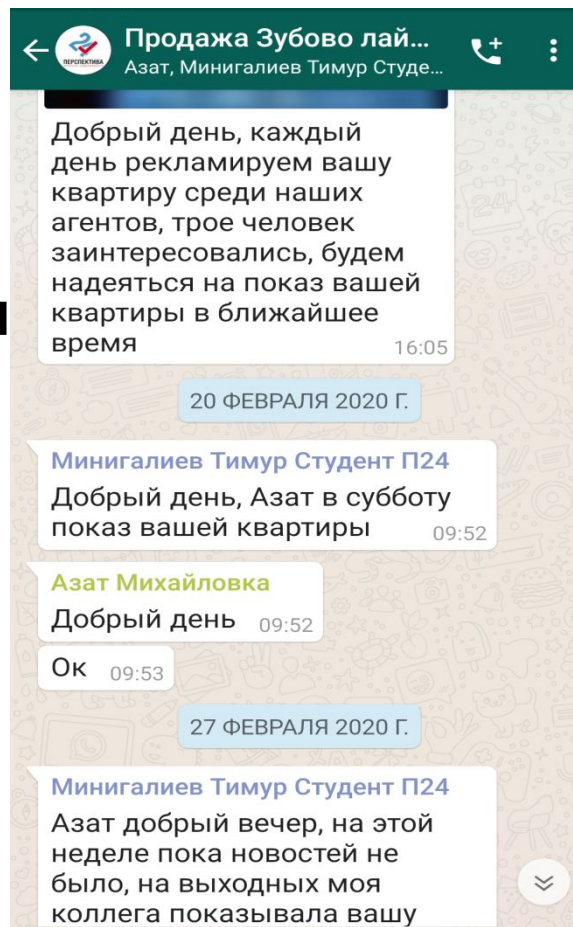 Продажа Зубово лай...
Азат, Минигалиев Тимур Студе...
ПЕРСПЕКТИВА
Добрый день, каждый
день рекламируем вашу
квартиру среди наших
агентов, трое человек
заинтересовались, будем
надеяться на показ вашей
квартиры в ближайшее
время
16:05
20 ФЕВРАЛЯ 2020 Г.
Минигалиев Тимур Студент П24
Добрый день, Азат в субботу
показ вашей квартиры
09:52
Азат Михайловка
Добрый день 09:52
Ок 09:53
27 ФЕВРАЛЯ 2020 Г.
Минигалиев Тимур Студент П24
Азат добрый вечер, на этой
неделе пока новостей не
было, на выходных моя
коллега показывала вашу